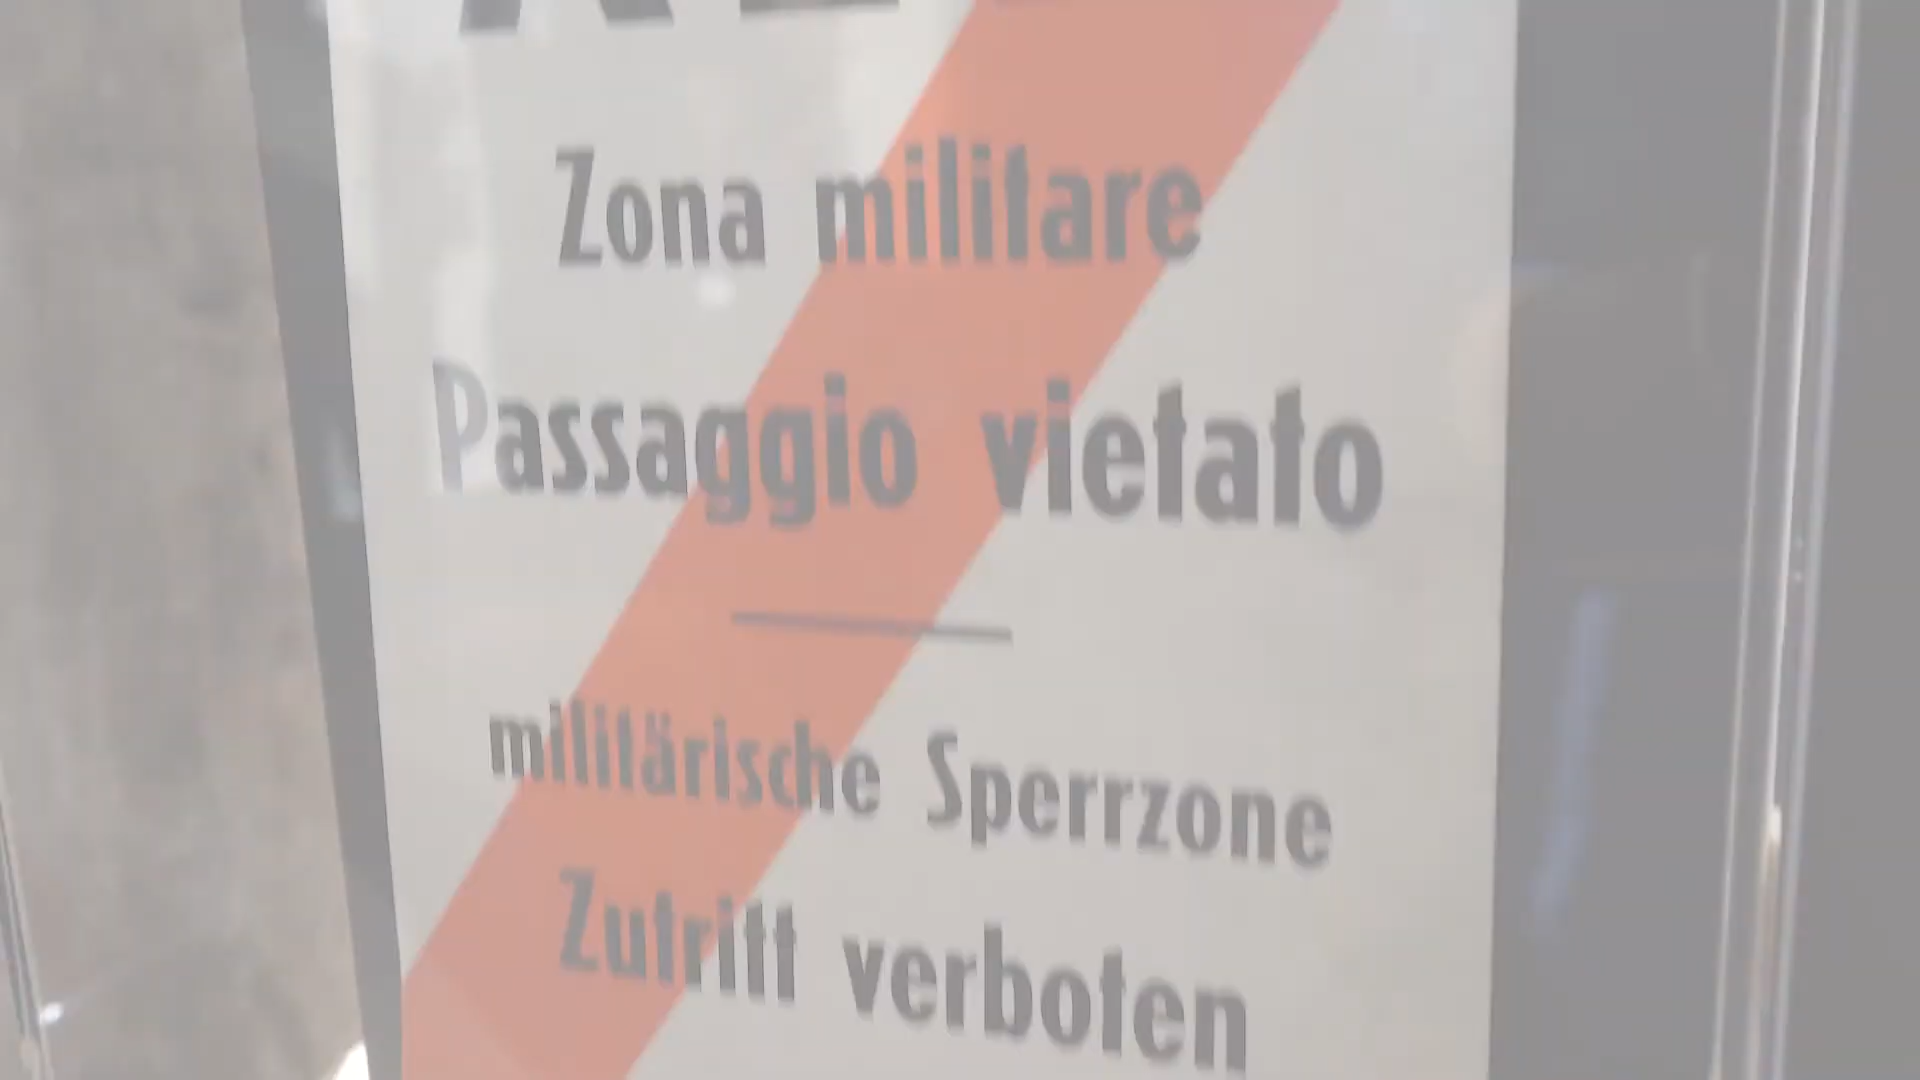 Zona militare
Passaggio vietato
militärische Sperrzone
Zutritt verboten